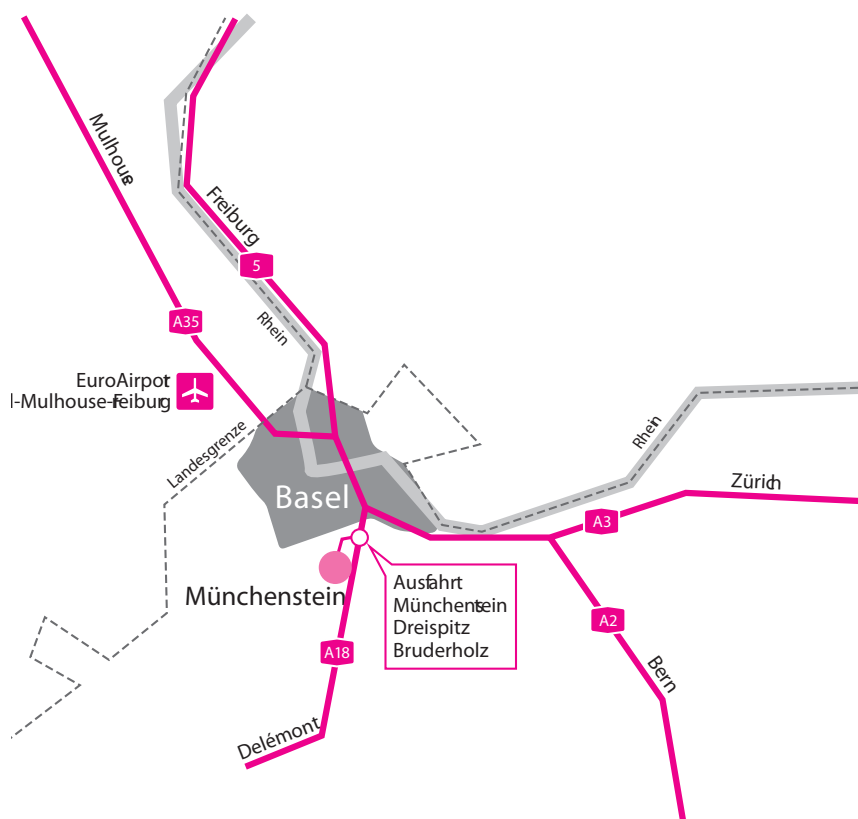 Mulhouse
Freiburg
5
Rhein
A35
EuroAirport
l-Mulhouse-Freiburg
Landesgrenze
Rhein
Basel
Zürich
A3
Münchenstein
Ausfahrt
Münchenstein
Dreispitz
Bruderholz
A2
A18
Bern
Delémont